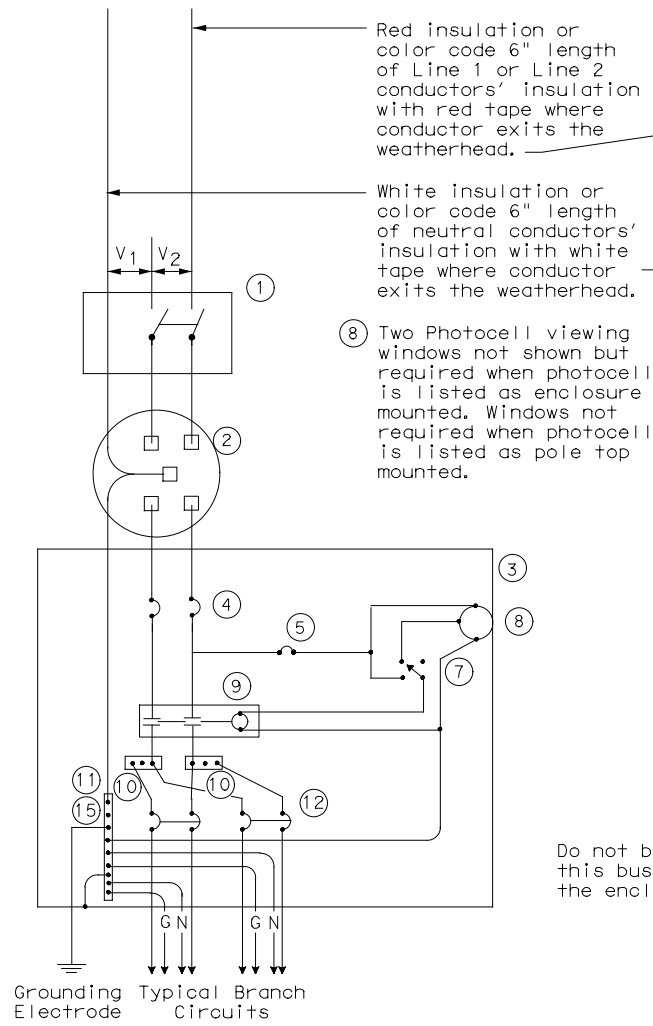 Red insulation or
color code 6" length
of Line 1 or Line 2
conductors' insulation
with red tape where
conductor exits the
weatherhead.
White insulation or
color code 6" length
of neutral conductors'
insulation with white
tape where conductor
exits the weatherhead.
V1 V2
1
8 Two Photocell viewing
windows not shown but
required when photocell
is listed as enclosure
mounted. Windows not
required when photocell
is listed as pole top
mounted.
2
3
4
5
8
7
9
10 10
11
12
15
Do not b
this bus
the encl
G N G N
Grounding
Electrode
Typical Branch
Circuits